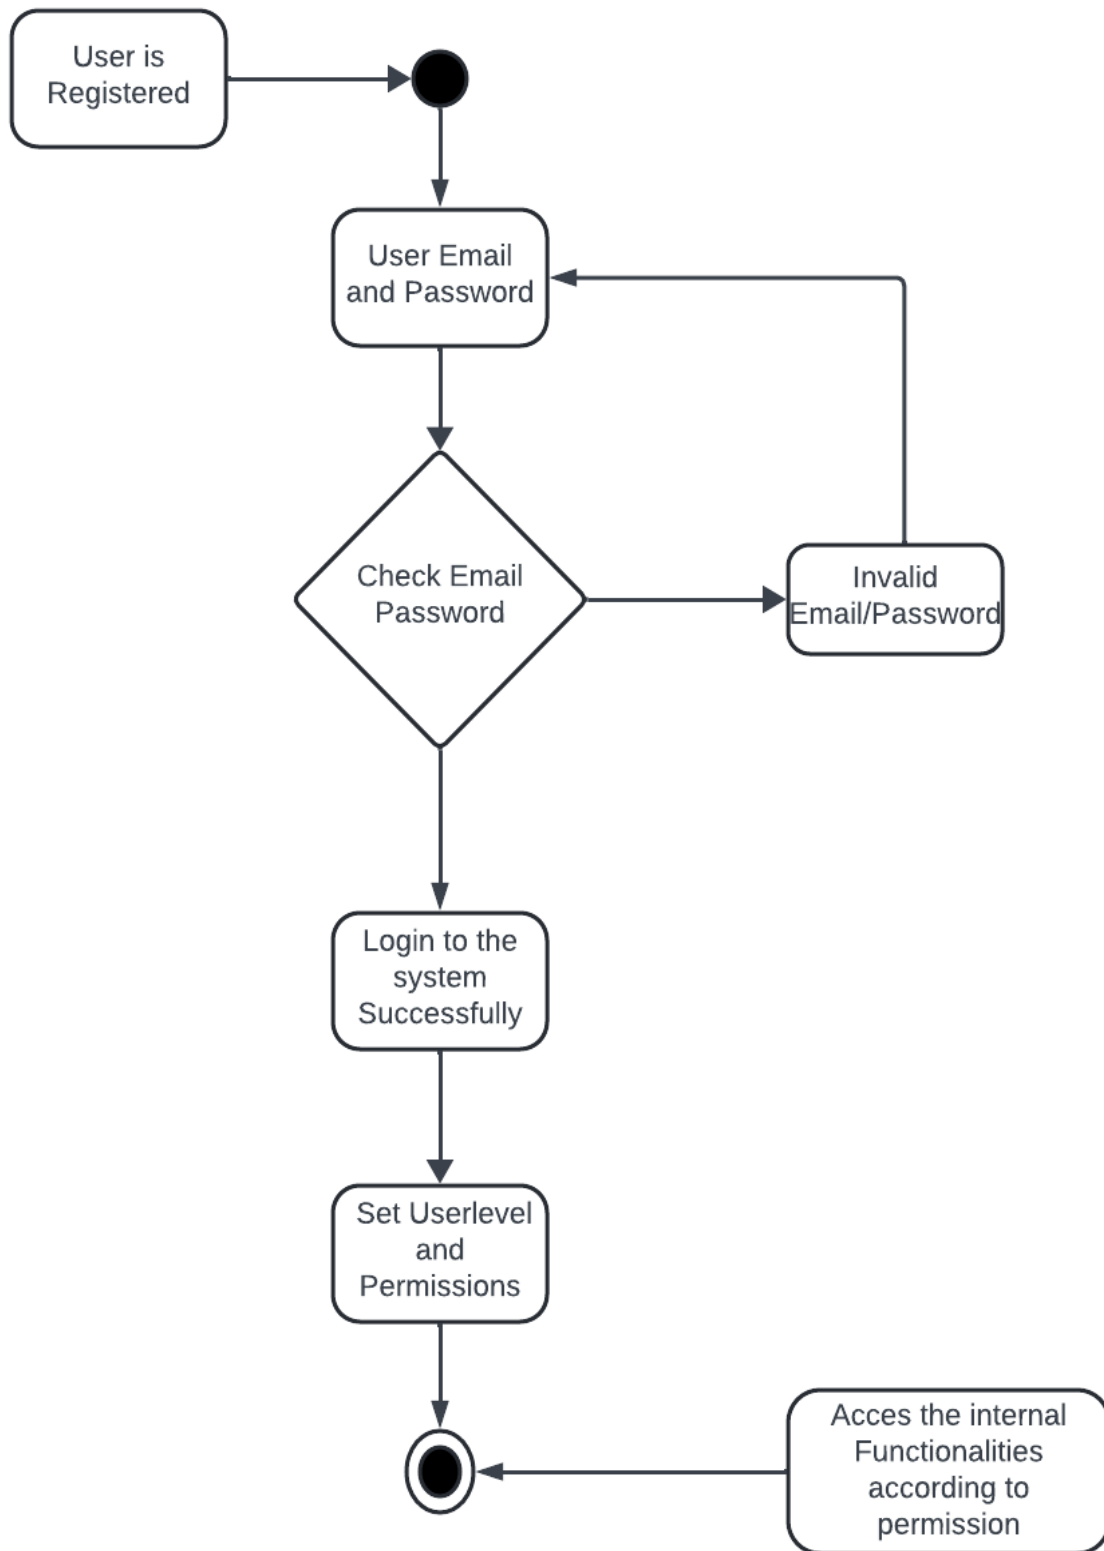 User is
Registered
User Email
and Password
Check Email
Password
Invalid
Email/Password
Login to the
system
Successfully
Set Userlevel
and
Permissions
Acces the internal
Functionalities
according to
permission